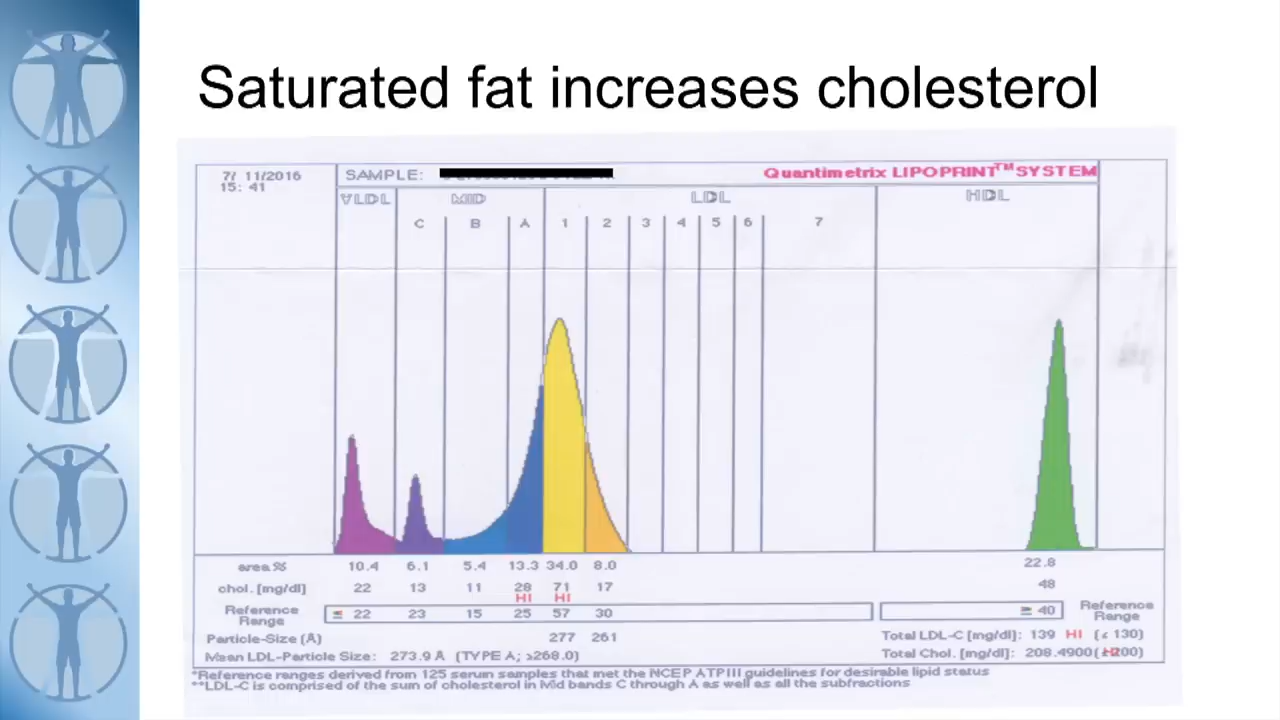 Saturated fat increases cholesterol
7/ 11/2016
15: 41
SAMPLE:
Quantimetrix LIPOPRINT™ SYSTEM
VLDL MID LDL HDL
C B A 1 2 3 4 5 6 7
area % 10.4 6.1 5.4 13.3 34.0 8.0 22.8
chol. [mg/dl] 22 13 11 28 71 17 48
HI HI
Reference Range ≤ 22 23 15 25 57 30 ≥ 40 Reference Range
Particle-Size (Å) 277 261 Total LDL-C [mg/dl]: 139 HI (≤ 130)
Mean LDL-Particle Size: 273.9 Å (TYPE A; ≥268.0) Total Chol. [mg/dl]: 208.4900
*Reference ranges derived from 125 serum samples that met the NCEP ATPIII guidelines for desirable lipid status
**LDL-C is comprised of the sum of cholesterol in Mid bands C through A as well as all the subfractions